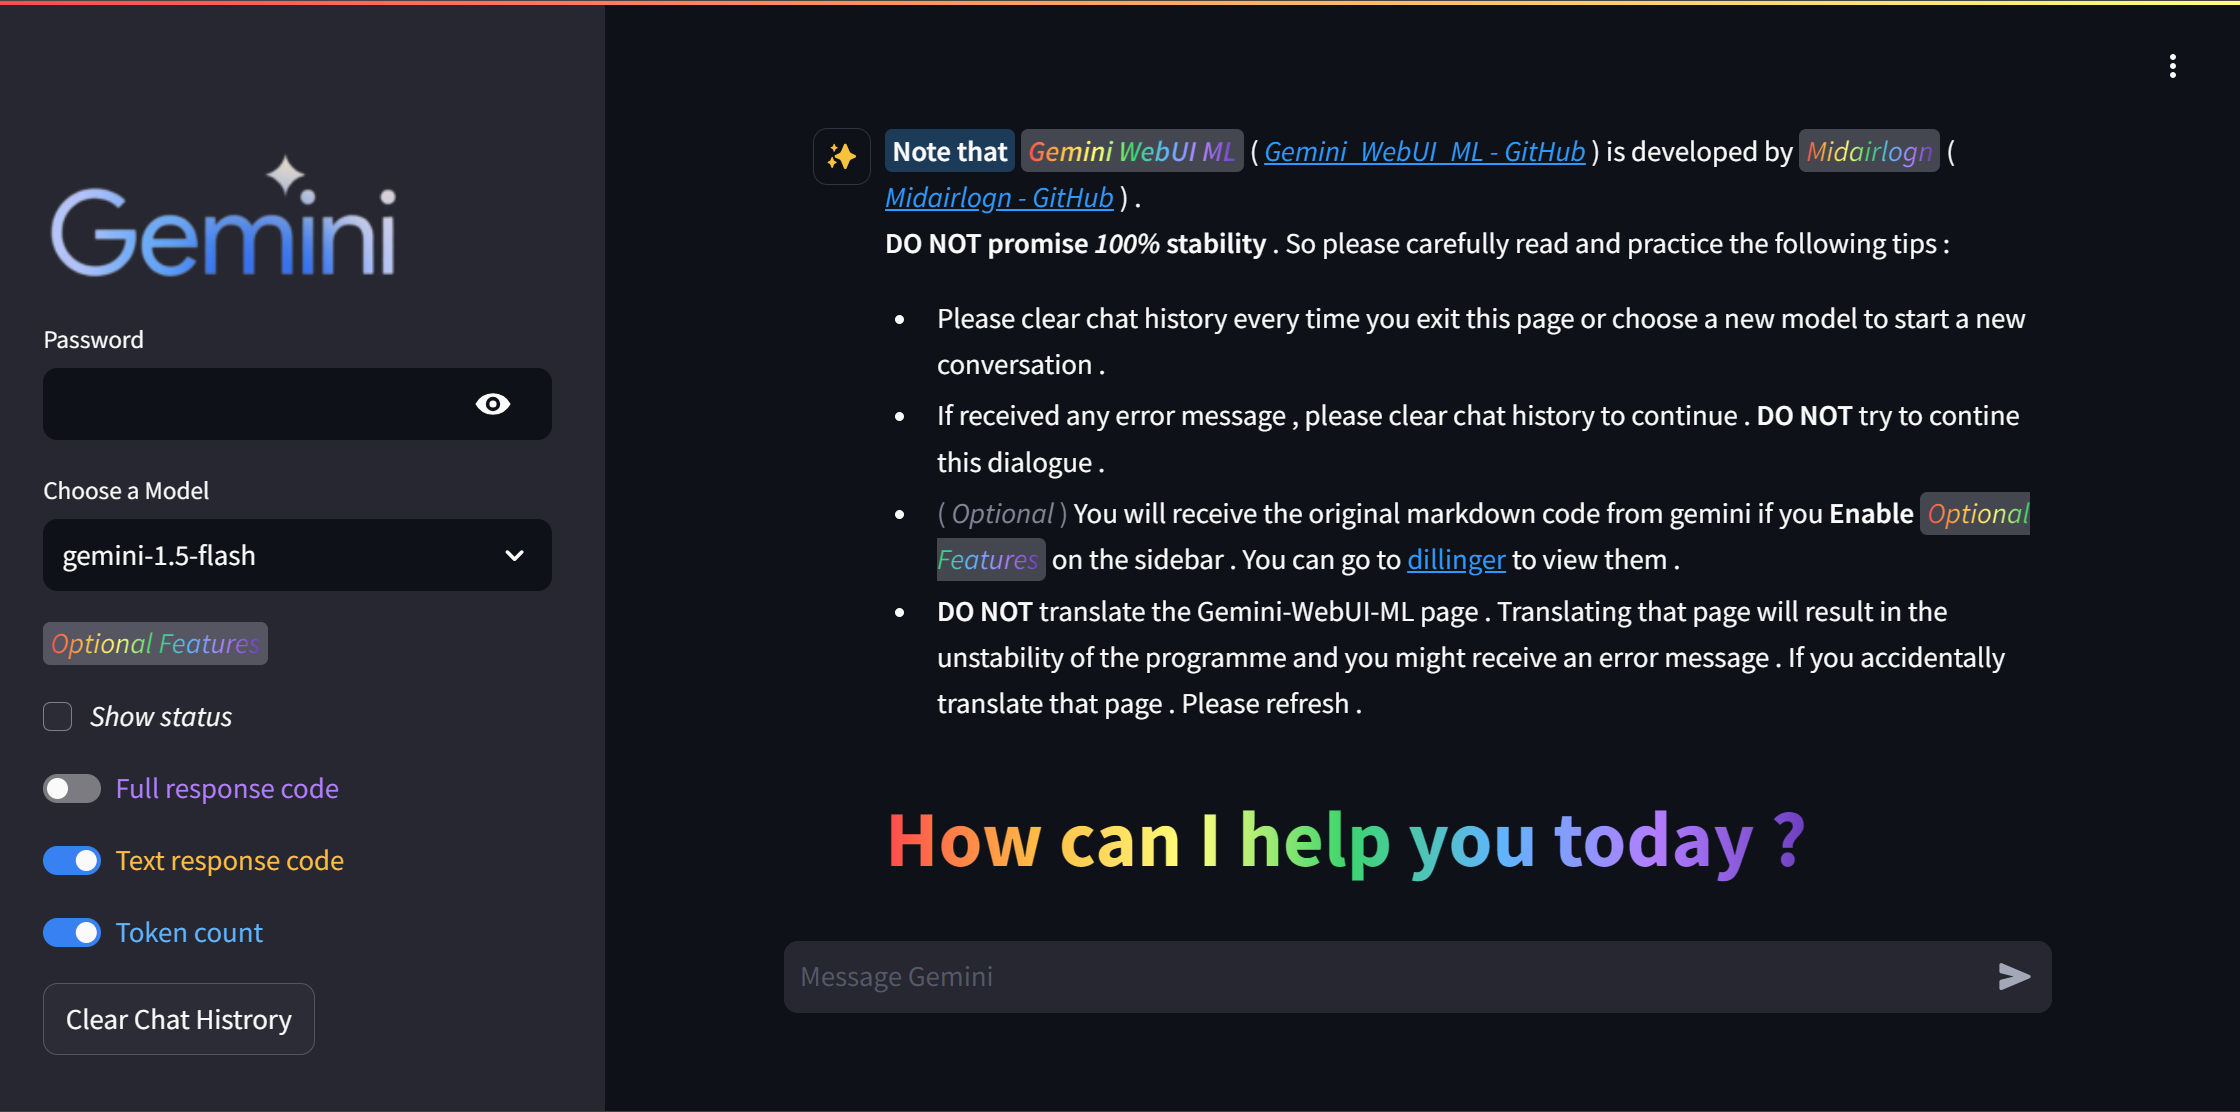 Gemini
Password
Choose a Model
gemini-1.5-flash
Optional Features
Show status
Full response code
Text response code
Token count
Clear Chat Histrory
Note that Gemini WebUI ML ( Gemini_WebUI_ML - GitHub ) is developed by Midairlogn (
Midairlogn - GitHub ) .
DO NOT promise 100% stability . So please carefully read and practice the following tips :
Please clear chat history every time you exit this page or choose a new model to start a new
conversation .
If received any error message , please clear chat history to continue . DO NOT try to contine
this dialogue .
( Optional ) You will receive the original markdown code from gemini if you Enable Optional
Features on the sidebar . You can go to dillinger to view them .
DO NOT translate the Gemini-WebUI-ML page . Translating that page will result in the
unstability of the programme and you might receive an error message . If you accidentally
translate that page . Please refresh .
How can I help you today ?
Message Gemini